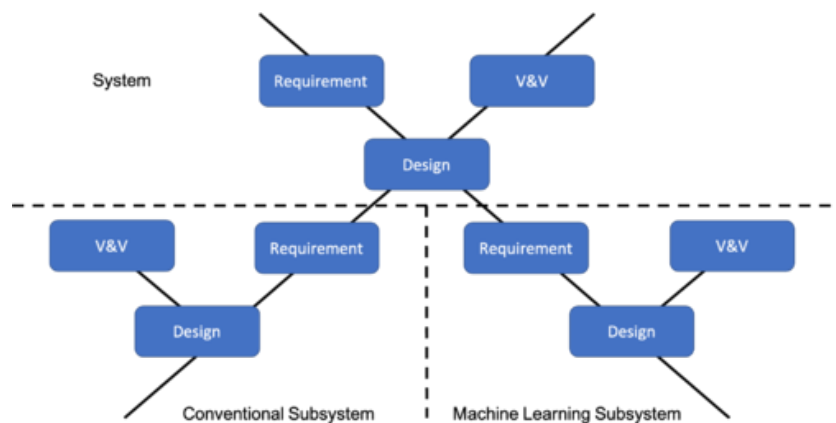 System
Requirement
V&V
Design
V&V
Requirement
Requirement
V&V
Design
Design
Conventional Subsystem
Machine Learning Subsystem